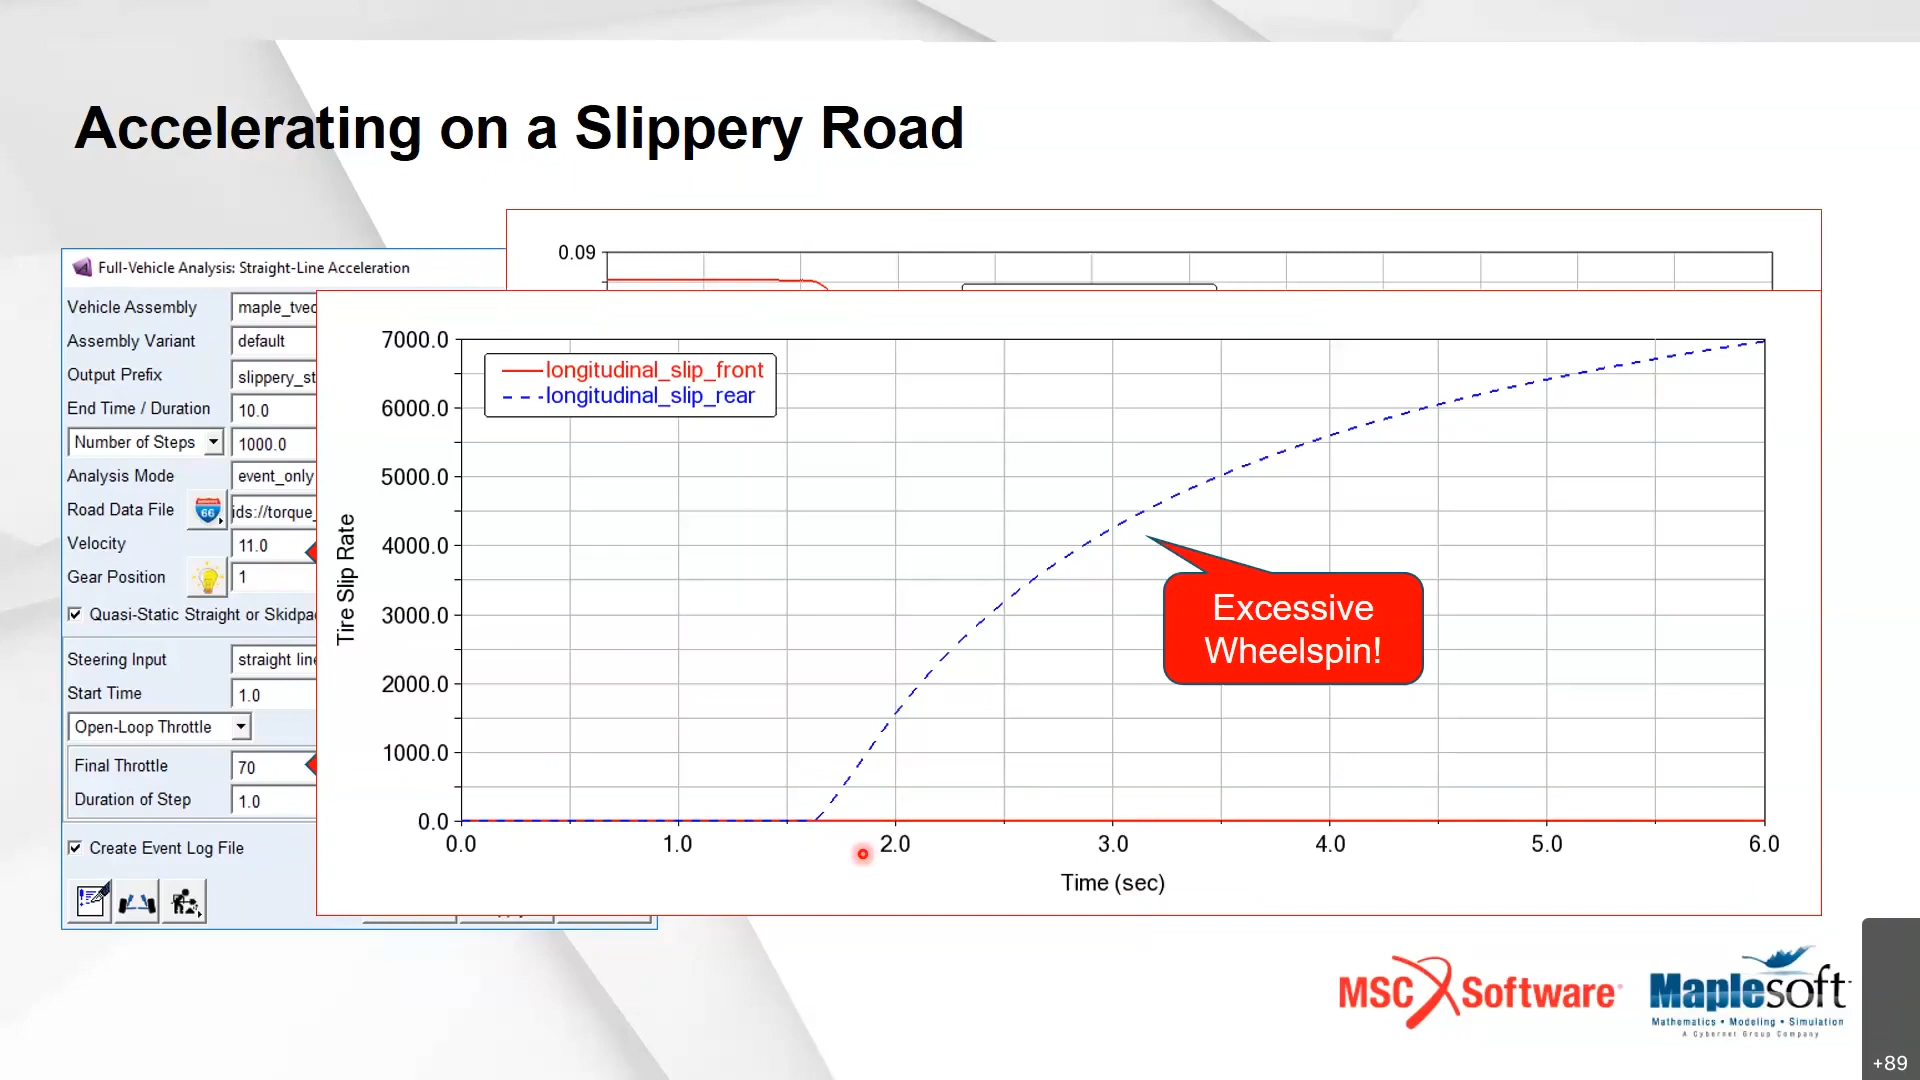 Accelerating on a Slippery Road
0.09
Full-Vehicle Analysis: Straight-Line Acceleration
Vehicle Assembly
maple_tvec
Assembly Variant
default
Output Prefix
slippery_st
End Time / Duration
10.0
Number of Steps
1000.0
Analysis Mode
event_only
Road Data File
66
ids://torque_
Velocity
11.0
Gear Position
1
Quasi-Static Straight or Skidpa
Steering Input
straight line
Start Time
1.0
Open-Loop Throttle
Final Throttle
70
Duration of Step
1.0
Create Event Log File
7000.0
6000.0
5000.0
4000.0
3000.0
2000.0
1000.0
0.0
Tire Slip Rate
longitudinal_slip_front
longitudinal_slip_rear
Excessive
Wheelspin!
0.0 1.0 2.0 3.0 4.0 5.0 6.0
Time (sec)
MSC Software
Maplesoft
Mathematics • Modeling • Simulation
A Cybernet Group Company
+89